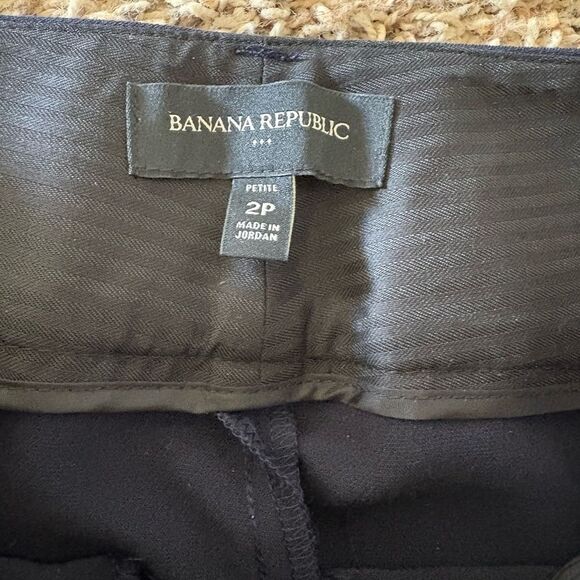 BANANA REPUBLIC
PETITE
2P
MADE IN
JORDAN